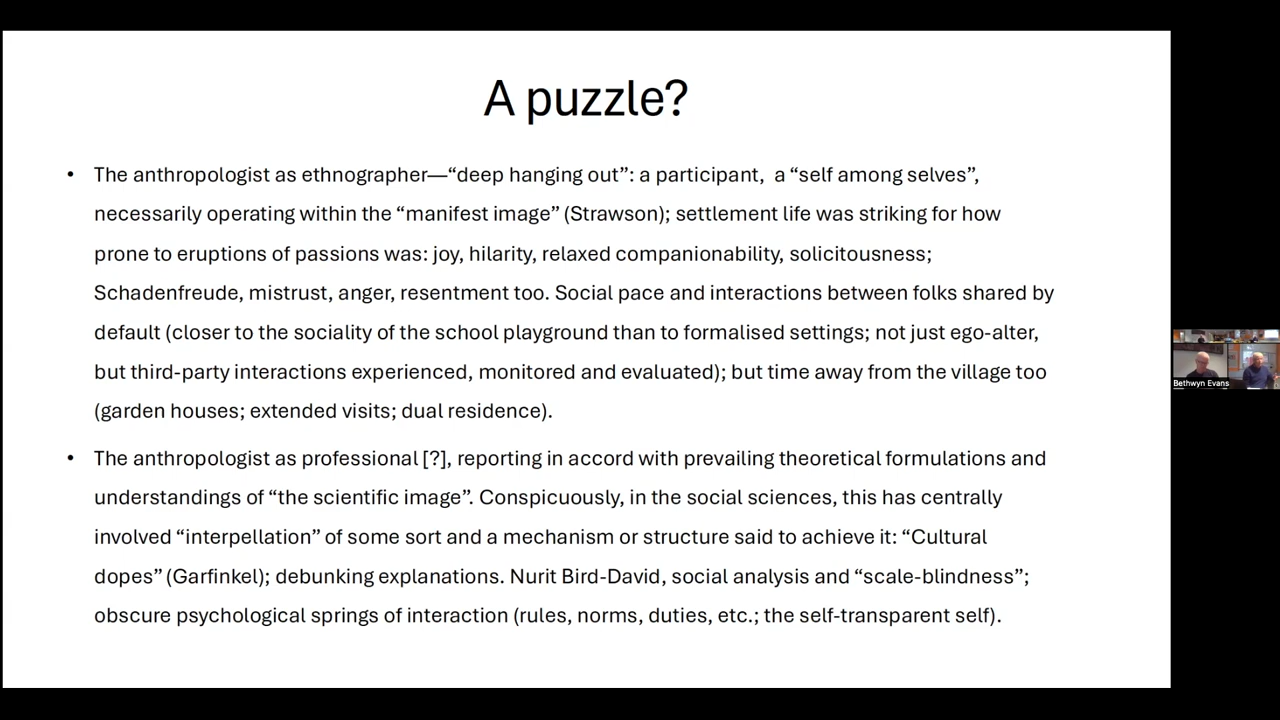 A puzzle?
• The anthropologist as ethnographer—“deep hanging out”: a participant,  a “self among selves”,
necessarily operating within the “manifest image” (Strawson); settlement life was striking for how
prone to eruptions of passions was: joy, hilarity, relaxed companionability, solicitousness;
Schadenfreude, mistrust, anger, resentment too. Social pace and interactions between folks shared by
default (closer to the sociality of the school playground than to formalised settings; not just ego-alter,
but third-party interactions experienced, monitored and evaluated); but time away from the village too
(garden houses; extended visits; dual residence).
• The anthropologist as professional [?], reporting in accord with prevailing theoretical formulations and
understandings of “the scientific image”. Conspicuously, in the social sciences, this has centrally
involved “interpellation” of some sort and a mechanism or structure said to achieve it: “Cultural
dopes” (Garfinkel); debunking explanations. Nurit Bird-David, social analysis and “scale-blindness”;
obscure psychological springs of interaction (rules, norms, duties, etc.; the self-transparent self).
Bethwyn Evans